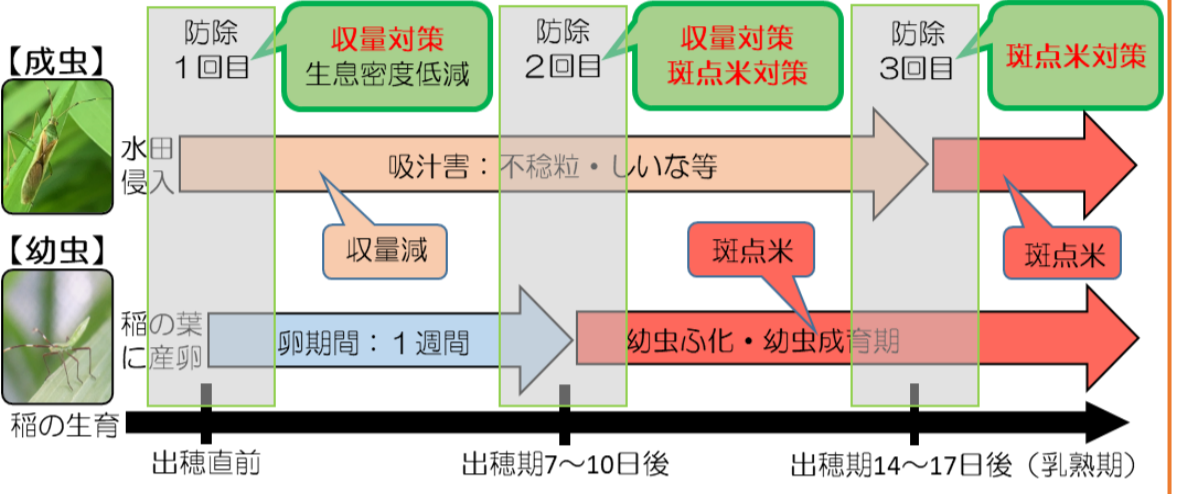 防除
1回目
収量対策
生息密度低減
防除
2回目
収量対策
斑点米対策
防除
3回目
斑点米対策
【成虫】
水田
侵入
吸汁害：不稔粒・しいな等
収量減
斑点米
斑点米
【幼虫】
稲の葉
に産卵
卵期間：１週間
幼虫ふ化・幼虫成育期
稲の生育
出穂直前
出穂期7～10日後
出穂期14～17日後（乳熟期）